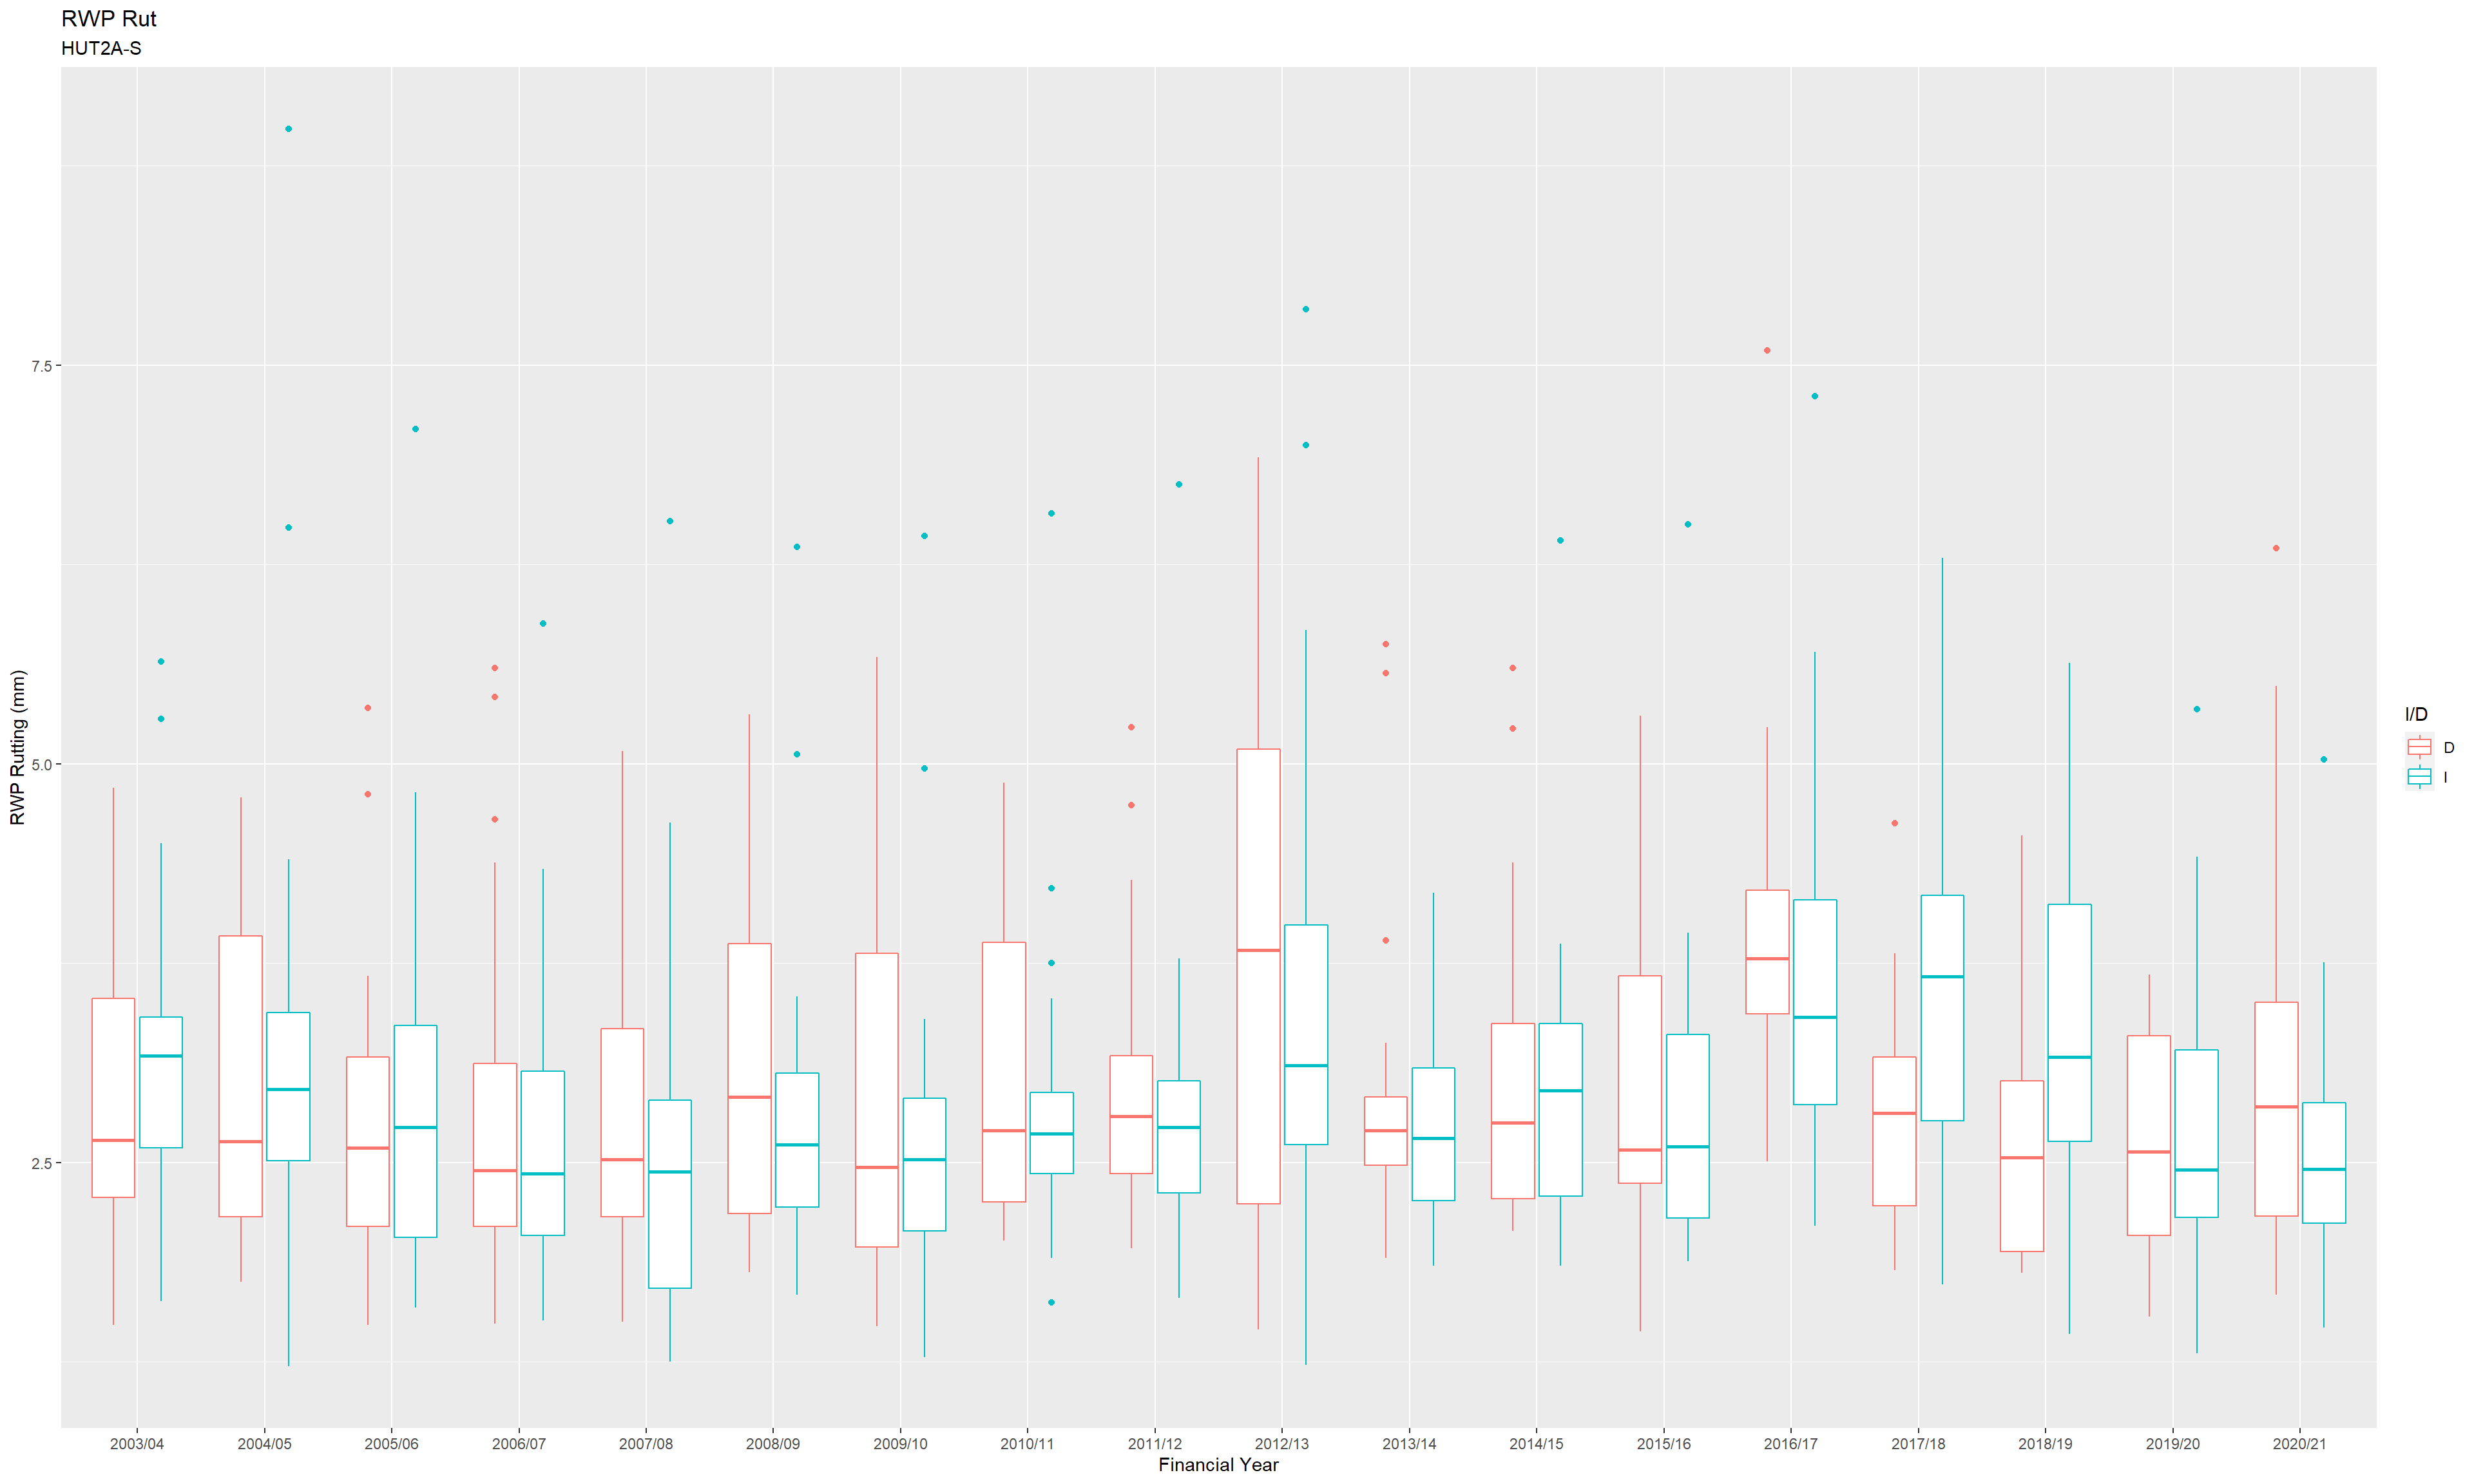 RWP Rut
HUT2A-S
RWP Rutting (mm)
7.5
5.0
2.5
2003/04 2004/05 2005/06 2006/07 2007/08 2008/09 2009/10 2010/11 2011/12 2012/13 2013/14 2014/15 2015/16 2016/17 2017/18 2018/19 2019/20 2020/21
Financial Year
I/D
D
I